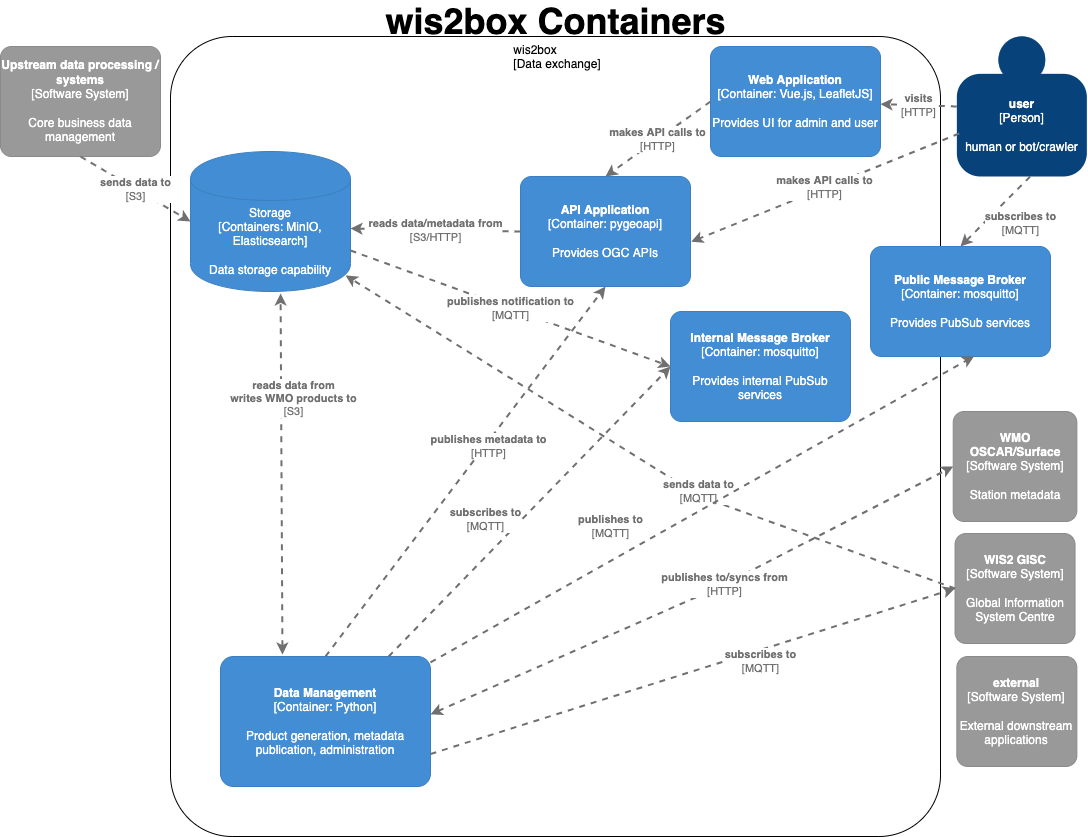 wis2box Containers
wis2box
[Data exchange]
Upstream data processing /
systems
[Software System]
Core business data
management
Web Application
[Container: Vue.js, LeafletJS]
Provides UI for admin and user
visits
[HTTP]
user
[Person]
human or bot/crawler
makes API calls to
[HTTP]
sends data to
[S3]
makes API calls to
[HTTP]
Storage
[Containers: MinIO,
Elasticsearch]
Data storage capability
reads data/metadata from
[S3/HTTP]
API Application
[Container: pygeoapi]
Provides OGC APIs
subscribes to
[MQTT]
Public Message Broker
[Container: mosquitto]
Provides PubSub services
publishes notification to
[MQTT]
Internal Message Broker
[Container: mosquitto]
Provides internal PubSub
services
reads data from
writes WMO products to
[S3]
publishes metadata to
[HTTP]
WMO
OSCAR/Surface
[Software System]
Station metadata
sends data to
[MQTT]
subscribes to
[MQTT]
publishes to
[MQTT]
WIS2 GISC
[Software System]
Global Information
System Centre
publishes to/syncs from
[HTTP]
subscribes to
[MQTT]
Data Management
[Container: Python]
Product generation, metadata
publication, administration
external
[Software System]
External downstream
applications